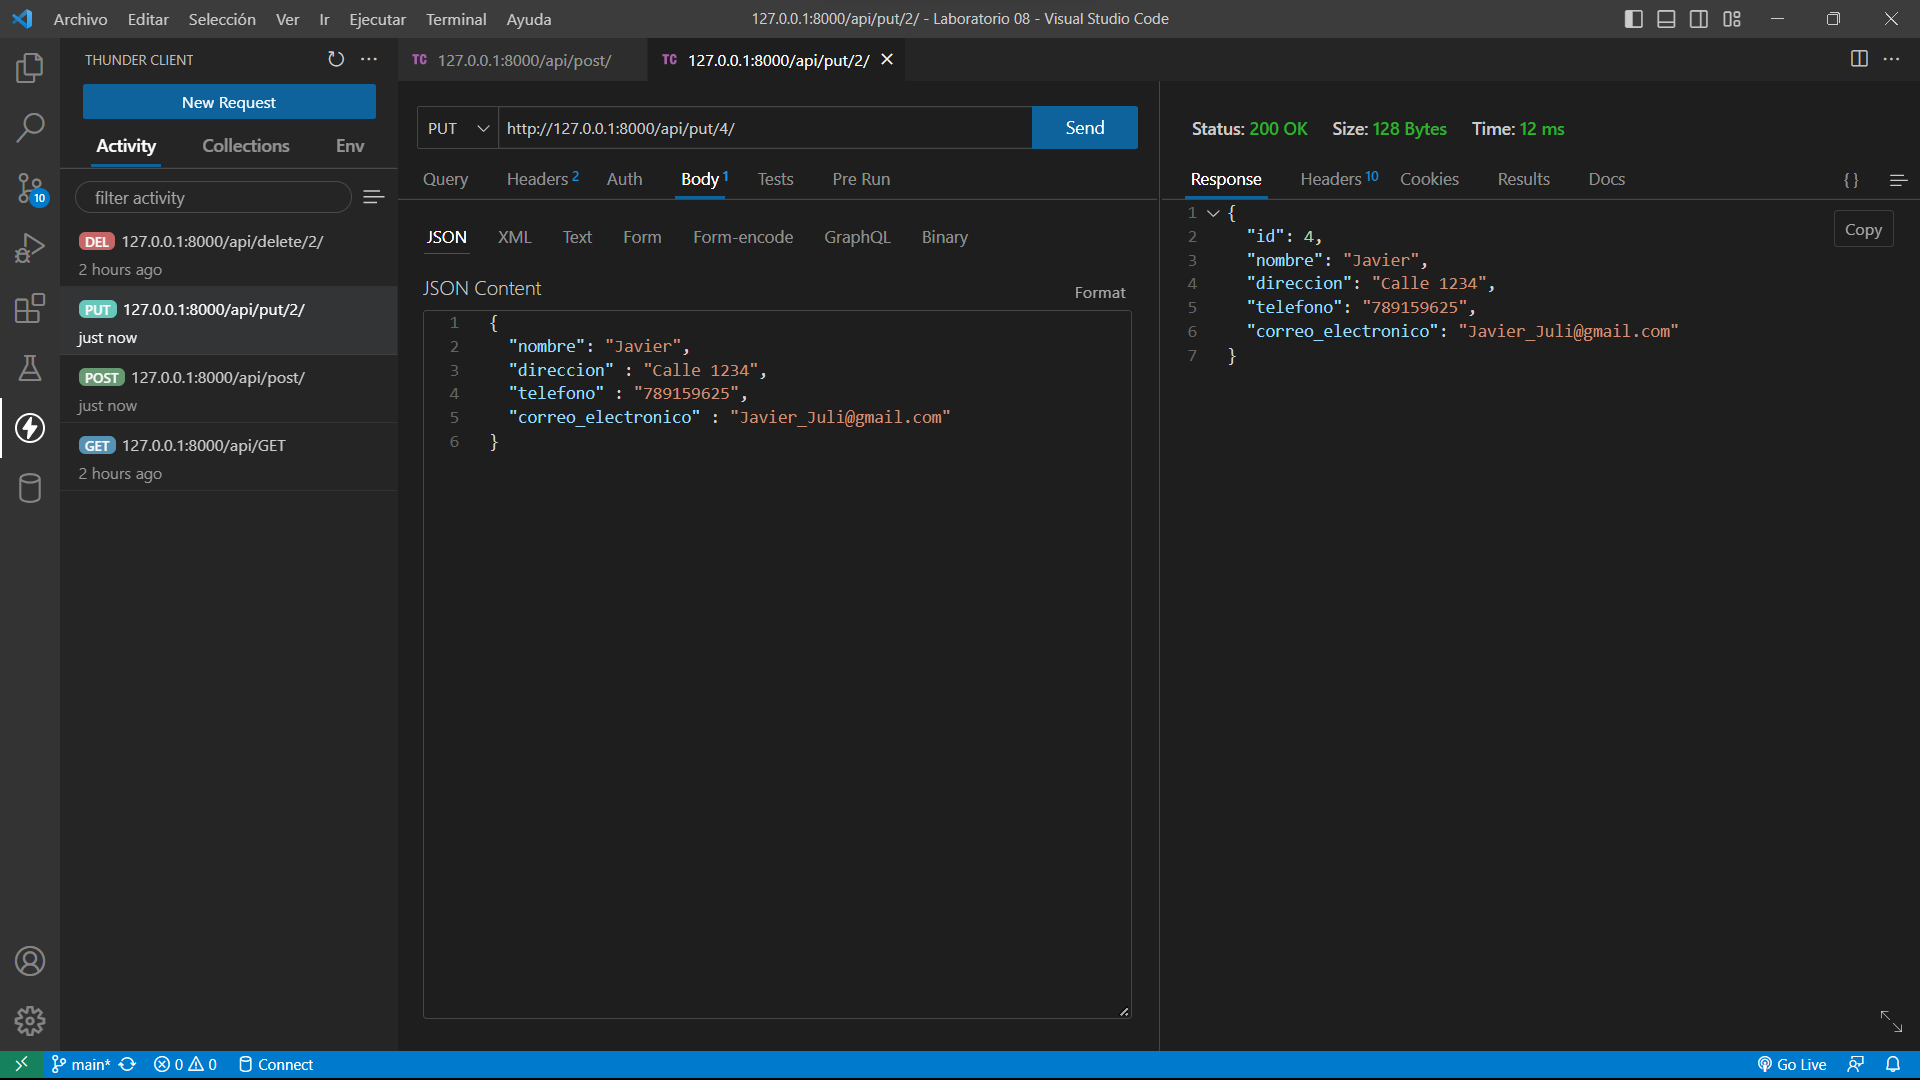 Archivo Editar Selección Ver Ir Ejecutar Terminal Ayuda
127.0.0.1:8000/api/put/2/ - Laboratorio 08 - Visual Studio Code
THUNDER CLIENT
New Request
Activity Collections Env
filter activity
DEL 127.0.0.1:8000/api/delete/2/
2 hours ago
PUT 127.0.0.1:8000/api/put/2/
just now
POST 127.0.0.1:8000/api/post/
just now
GET 127.0.0.1:8000/api/GET
2 hours ago
10
TC 127.0.0.1:8000/api/post/
TC 127.0.0.1:8000/api/put/2/
PUT http://127.0.0.1:8000/api/put/4/ Send
Query Headers 2 Auth Body 1 Tests Pre Run
JSON XML Text Form Form-encode GraphQL Binary
JSON Content
Format
1 {
2 "nombre": "Javier",
3 "direccion" : "Calle 1234",
4 "telefono" : "789159625",
5 "correo_electronico" : "Javier_Juli@gmail.com"
6 }
Status: 200 OK Size: 128 Bytes Time: 12 ms
Response Headers 10 Cookies Results Docs { }
Copy
1 {
2 "id": 4,
3 "nombre": "Javier",
4 "direccion": "Calle 1234",
5 "telefono": "789159625",
6 "correo_electronico": "Javier_Juli@gmail.com"
7 }
main* 0 0 Connect
Go Live